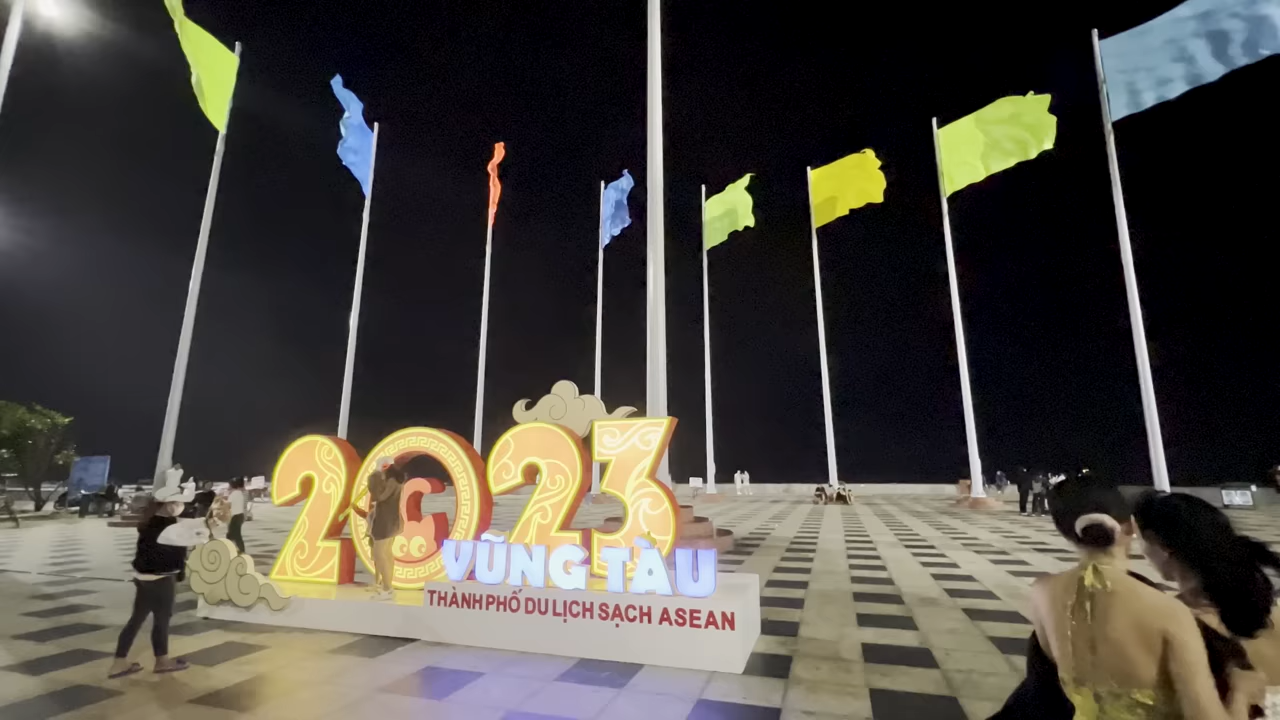 2023
VŨNG TÀU
THÀNH PHỐ DU LỊCH SẠCH ASEAN